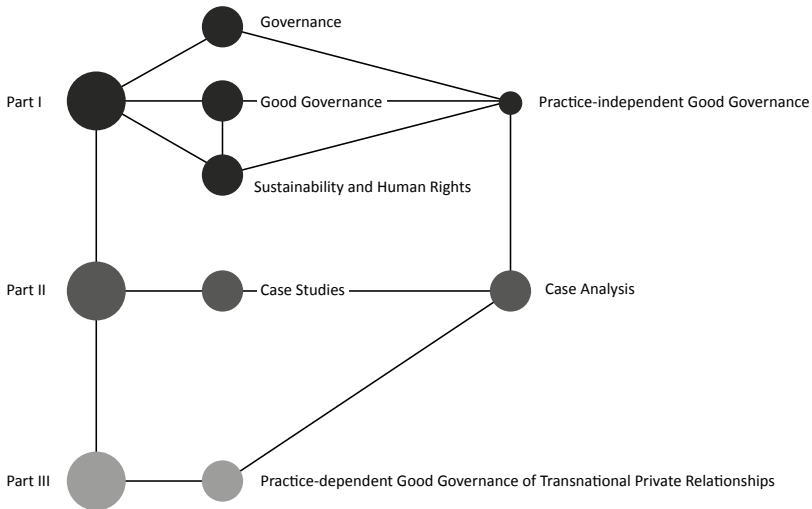 Governance
Part I
Good Governance
Practice-independent Good Governance
Sustainability and Human Rights
Part II
Case Studies
Case Analysis
Part III
Practice-dependent Good Governance of Transnational Private Relationships